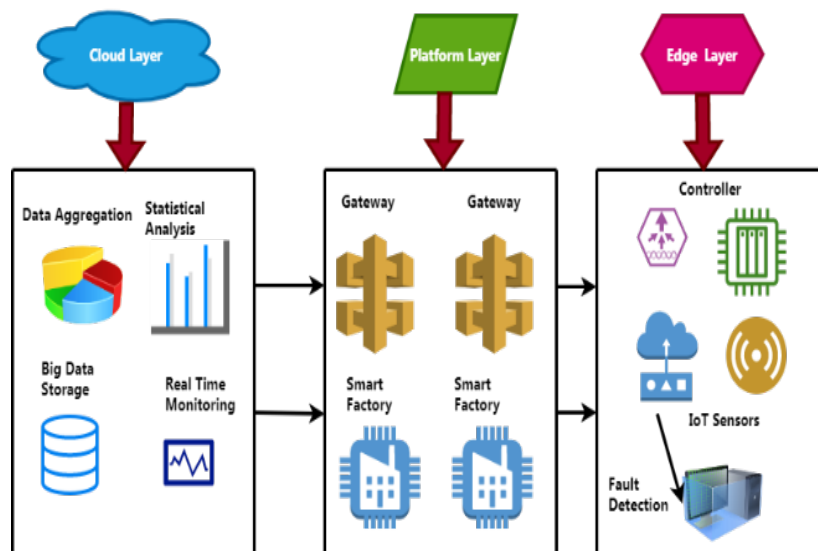 Cloud Layer
Platform Layer
Edge Layer
Data Aggregation
Statistical
Analysis
Big Data
Storage
Real Time
Monitoring
Gateway
Gateway
Smart
Factory
Smart
Factory
Controller
IoT Sensors
Fault
Detection